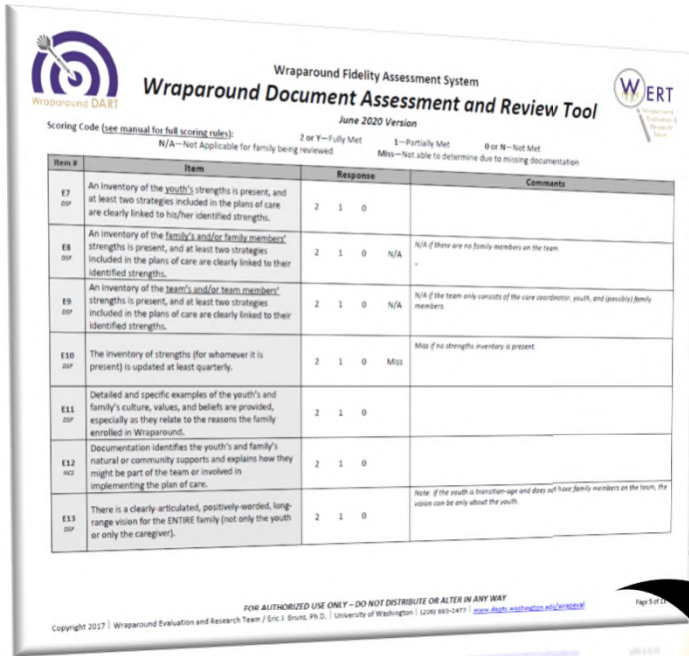 Wraparound DART
Wraparound Fidelity Assessment System
Wraparound Document Assessment and Review Tool
June 2020 Version
WERT
Wraparound
Evaluation &
Research
Team
Scoring Code (see manual for full scoring rules):
2 or Y—Fully Met 1—Partially Met 0 or N—Not Met
N/A—Not Applicable for family being reviewed Miss—Not able to determine due to missing documentation
Item # Item Response Comments
E7
DSP
An inventory of the youth's strengths is present, and
at least two strategies included in the plans of care
are clearly linked to his/her identified strengths.
2 1 0
E8
DSP
An inventory of the family's and/or family members'
strengths is present, and at least two strategies
included in the plans of care are clearly linked to their
identified strengths.
2 1 0 N/A
N/A if there are no family members on the team.
E9
DSP
An inventory of the team's and/or team members'
strengths is present, and at least two strategies
included in the plans of care are clearly linked to their
identified strengths.
2 1 0 N/A
N/A if the team only consists of the care coordinator, youth, and (possibly) family
members.
E10
DSP
The inventory of strengths (for whomever it is
present) is updated at least quarterly.
2 1 0 Miss
Miss if no strengths inventory is present.
E11
DSP
Detailed and specific examples of the youth's and
family's culture, values, and beliefs are provided,
especially as they relate to the reasons the family
enrolled in Wraparound.
2 1 0
E12
NCS
Documentation identifies the youth's and family's
natural or community supports and explains how they
might be part of the team or involved in
implementing the plan of care.
2 1 0
E13
DSP
There is a clearly-articulated, positively-worded, long-
range vision for the ENTIRE family (not only the youth
or only the caregiver).
2 1 0
Note: if the youth is transition-age and does not have family members on the team, the
vision can be only about the youth.
FOR AUTHORIZED USE ONLY – DO NOT DISTRIBUTE OR ALTER IN ANY WAY
Copyright 2017 | Wraparound Evaluation and Research Team / Eric J. Bruns, Ph.D. | University of Washington | (206) 685-2477 | www.depts.washington.edu/wrapeval
Page 5 of